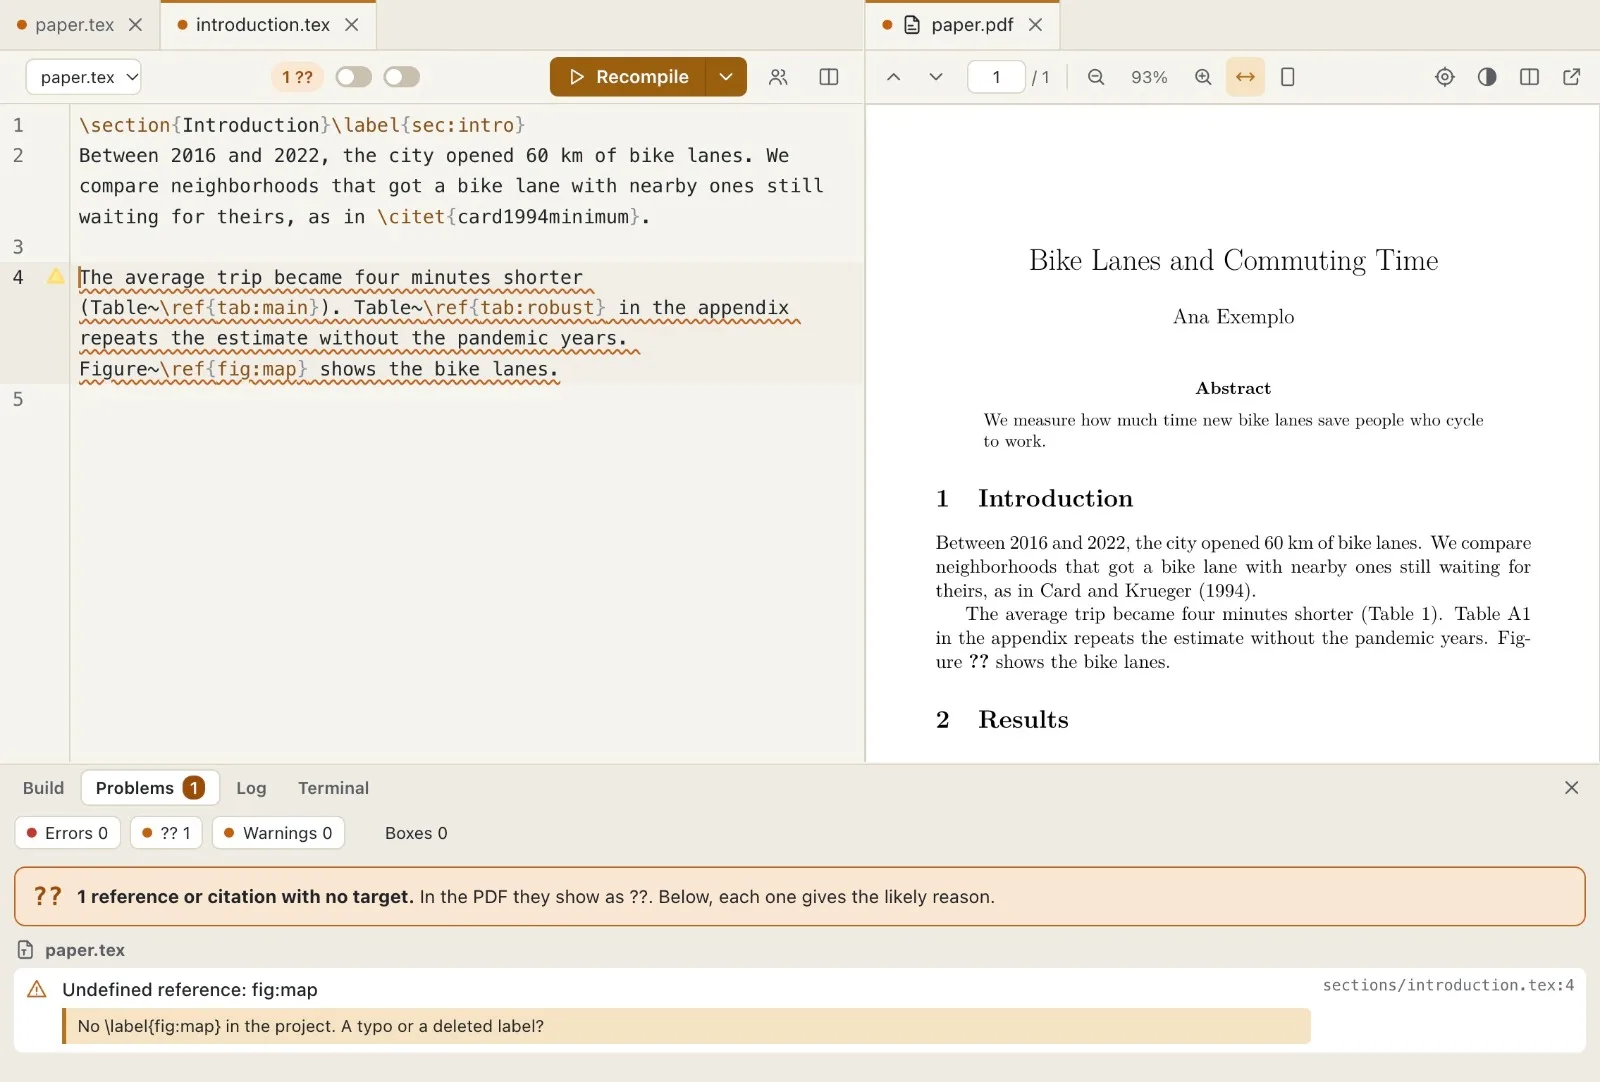 paper.tex
introduction.tex
paper.pdf
paper.tex
1 ??
Recompile
1 / 1
93%
1 \section{Introduction}\label{sec:intro}
2 Between 2016 and 2022, the city opened 60 km of bike lanes. We
compare neighborhoods that got a bike lane with nearby ones still
waiting for theirs, as in \citet{card1994minimum}.
3
4 The average trip became four minutes shorter
(Table~\ref{tab:main}). Table~\ref{tab:robust} in the appendix
repeats the estimate without the pandemic years.
Figure~\ref{fig:map} shows the bike lanes.
5
Bike Lanes and Commuting Time
Ana Exemplo
Abstract
We measure how much time new bike lanes save people who cycle
to work.
1 Introduction
Between 2016 and 2022, the city opened 60 km of bike lanes. We compare
neighborhoods that got a bike lane with nearby ones still waiting for
theirs, as in Card and Krueger (1994).
The average trip became four minutes shorter (Table 1). Table A1
in the appendix repeats the estimate without the pandemic years. Fig-
ure ?? shows the bike lanes.
2 Results
Build
Problems 1
Log
Terminal
Errors 0
?? 1
Warnings 0
Boxes 0
?? 1 reference or citation with no target. In the PDF they show as ??. Below, each one gives the likely reason.
paper.tex
Undefined reference: fig:map
sections/introduction.tex:4
No \label{fig:map} in the project. A typo or a deleted label?